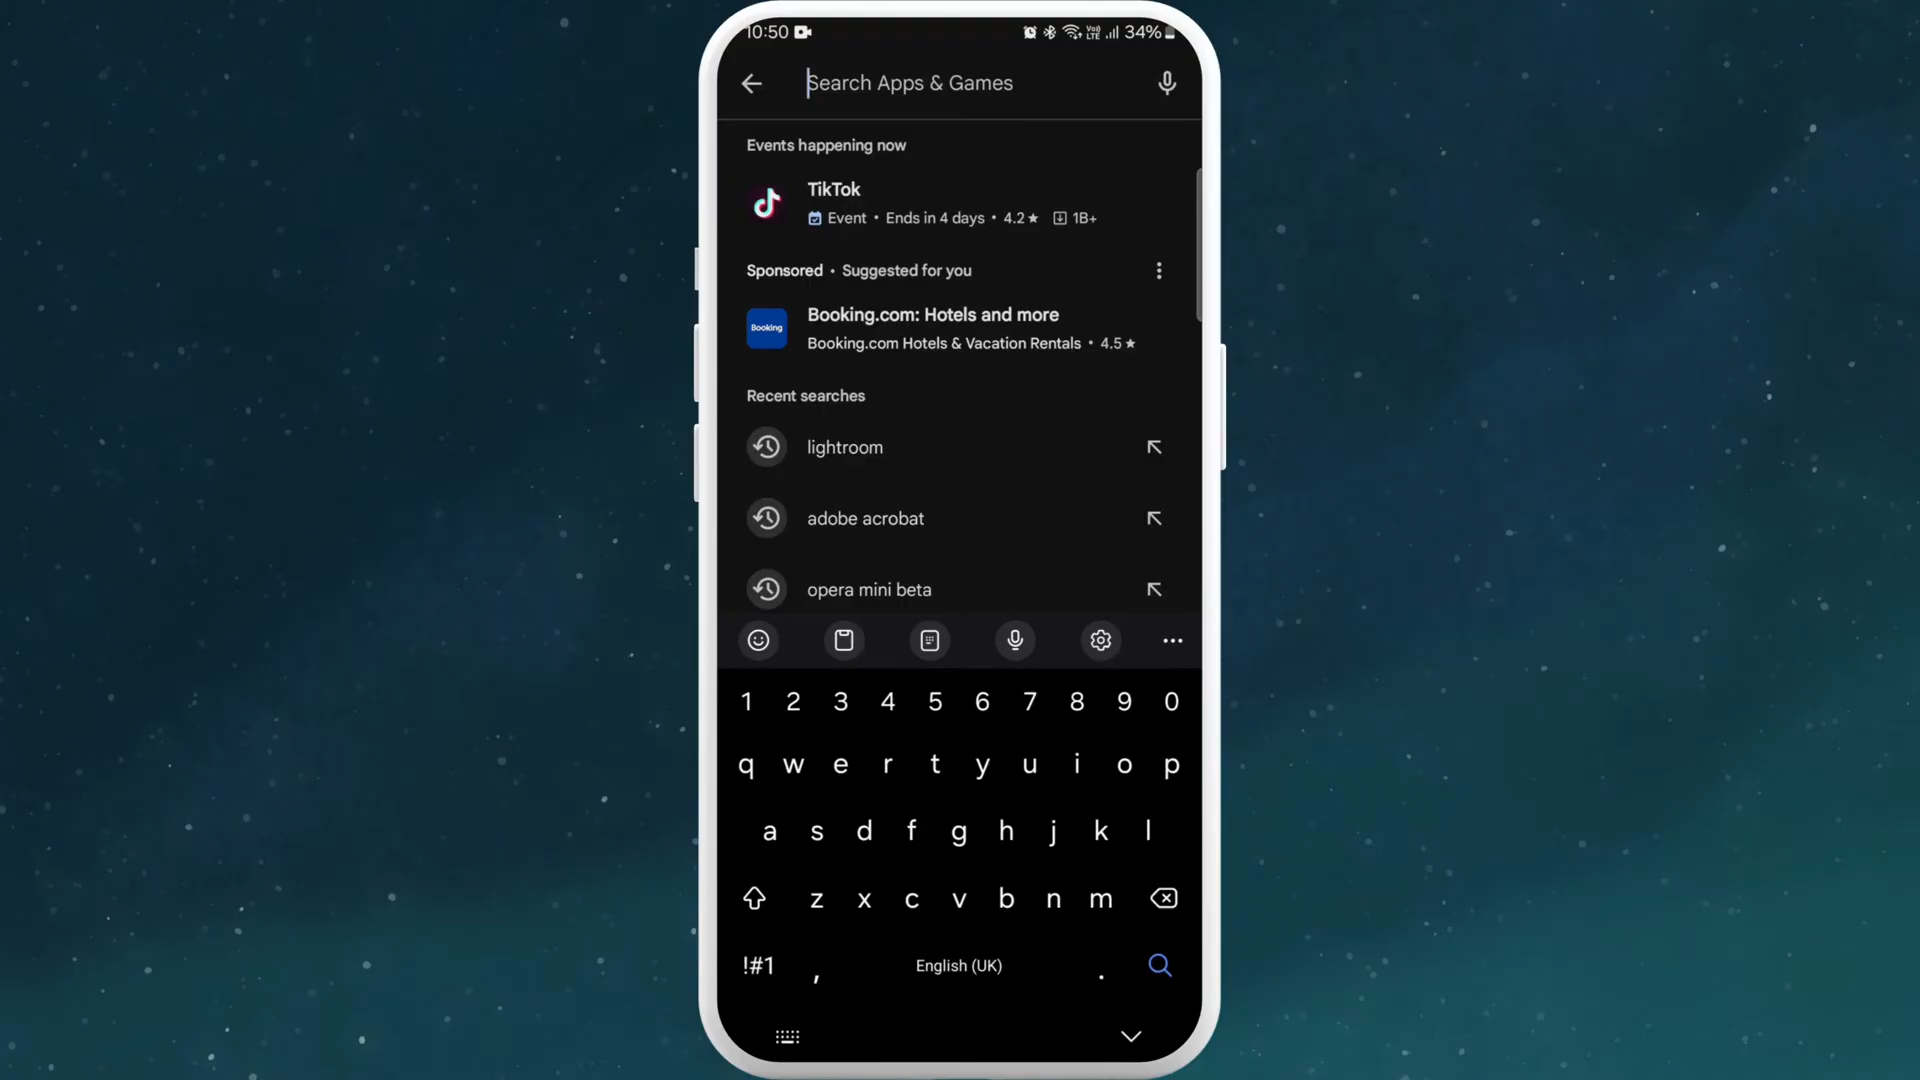 10:50 Vo) LTE 34%
Search Apps & Games
Events happening now
TikTok
Event • Ends in 4 days • 4.2★ 1B+
Sponsored • Suggested for you
Booking
Booking.com: Hotels and more
Booking.com Hotels & Vacation Rentals • 4.5★
Recent searches
lightroom
adobe acrobat
opera mini beta
1 2 3 4 5 6 7 8 9 0
q w e r t y u i o p
a s d f g h j k l
z x c v b n m
!#1 , English (UK) .